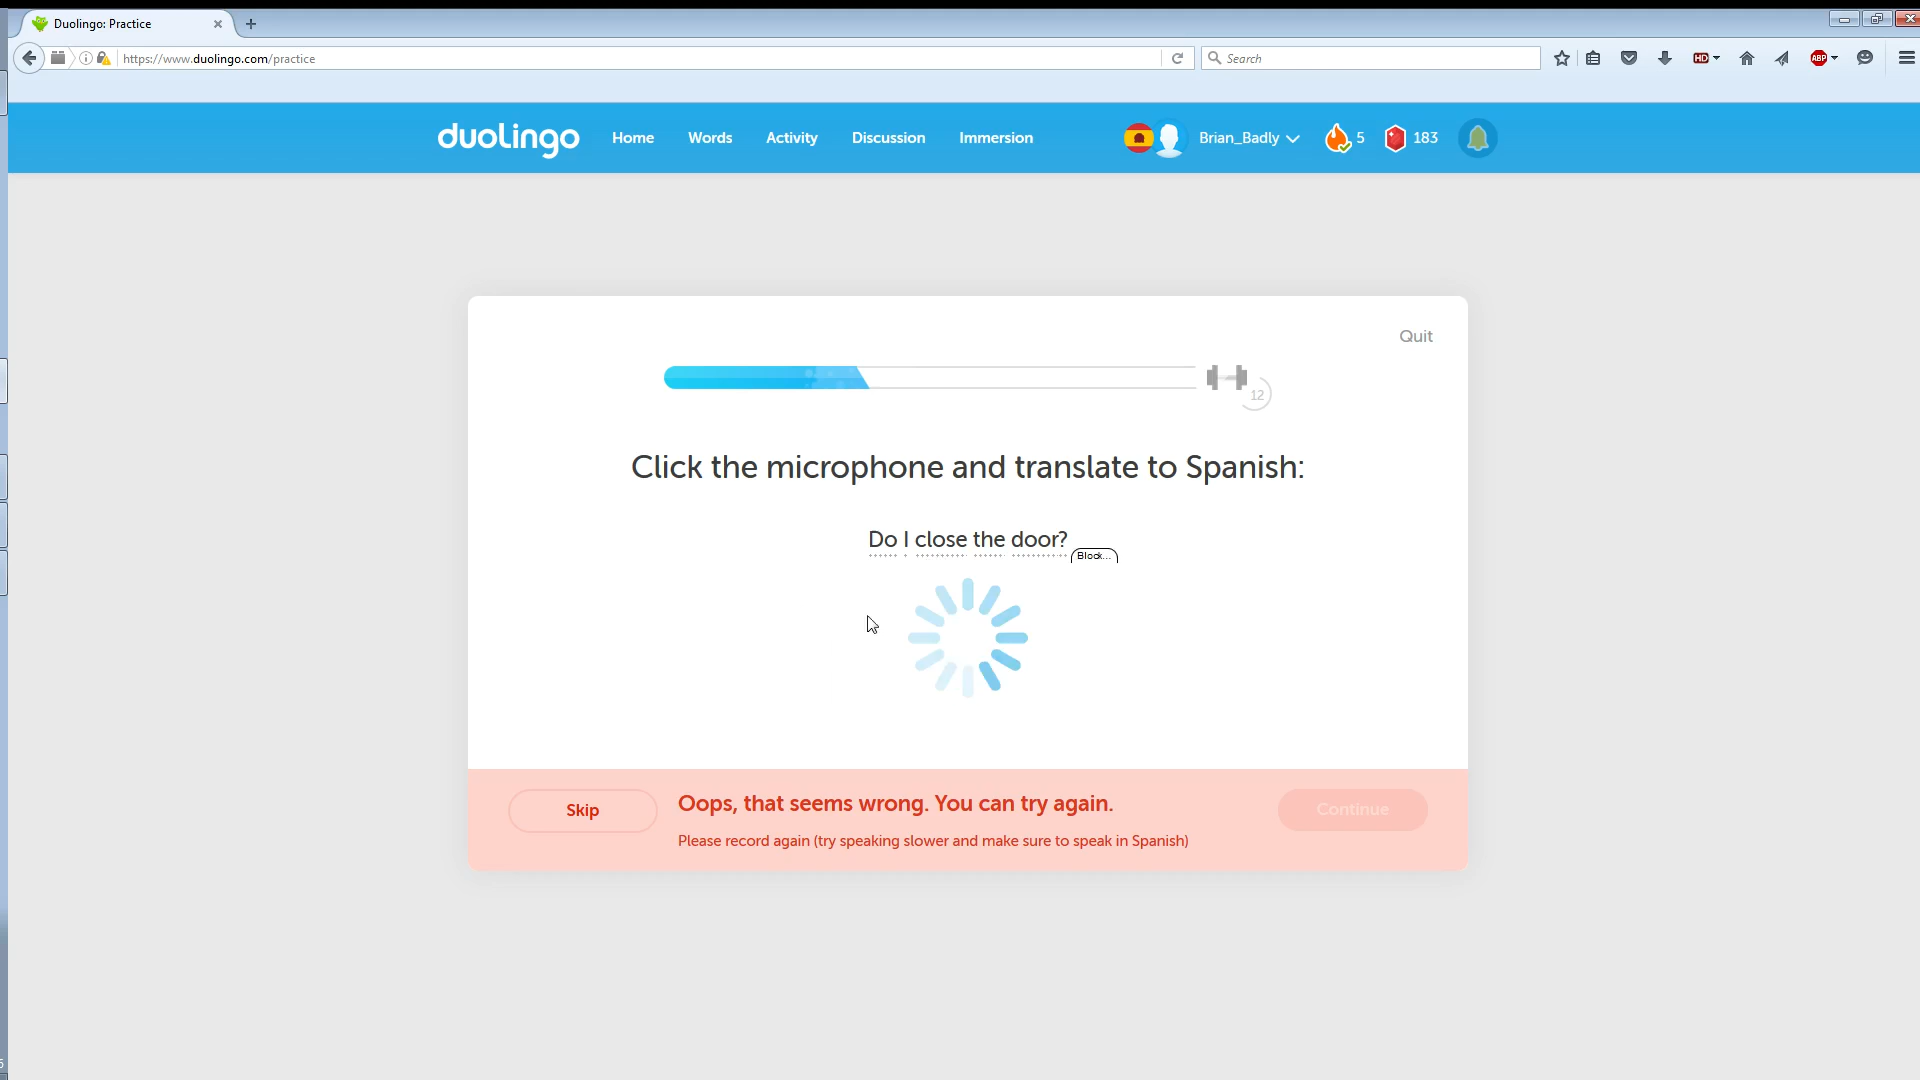 Duolingo: Practice
https://www.duolingo.com/practice
Search
HD
ABP
duolingo
Home
Words
Activity
Discussion
Immersion
Brian_Badly
5
183
Quit
12
Click the microphone and translate to Spanish:
Do I close the door?
Block...
Skip
Oops, that seems wrong. You can try again.
Please record again (try speaking slower and make sure to speak in Spanish)
Continue